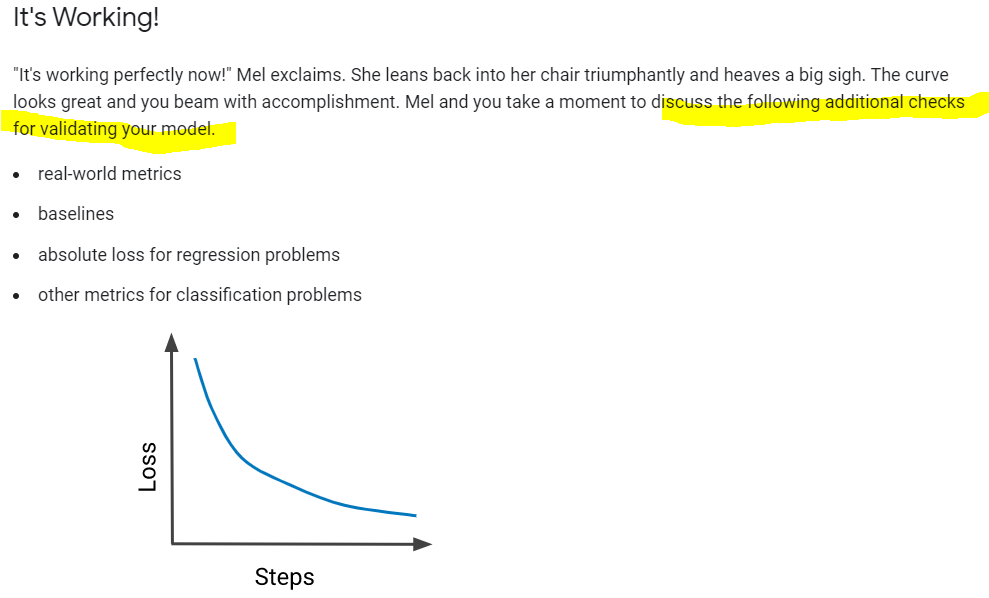 It's Working!
"It's working perfectly now!" Mel exclaims. She leans back into her chair triumphantly and heaves a big sigh. The curve
looks great and you beam with accomplishment. Mel and you take a moment to discuss the following additional checks
for validating your model.
• real-world metrics
• baselines
• absolute loss for regression problems
• other metrics for classification problems
Loss
Steps